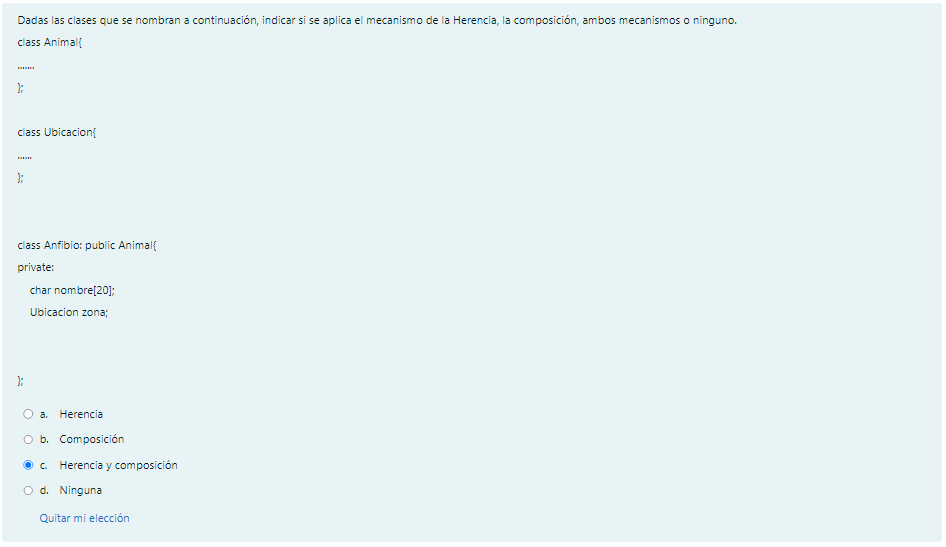 Dadas las clases que se nombran a continuación, indicar si se aplica el mecanismo de la Herencia, la composición, ambos mecanismos o ninguno.
class Animal{
.......
};
class Ubicacion{
......
};
class Anfibio: public Animal{
private:
char nombre[20];
Ubicacion zona;
};
a. Herencia
b. Composición
c. Herencia y composición
d. Ninguna
Quitar mi elección